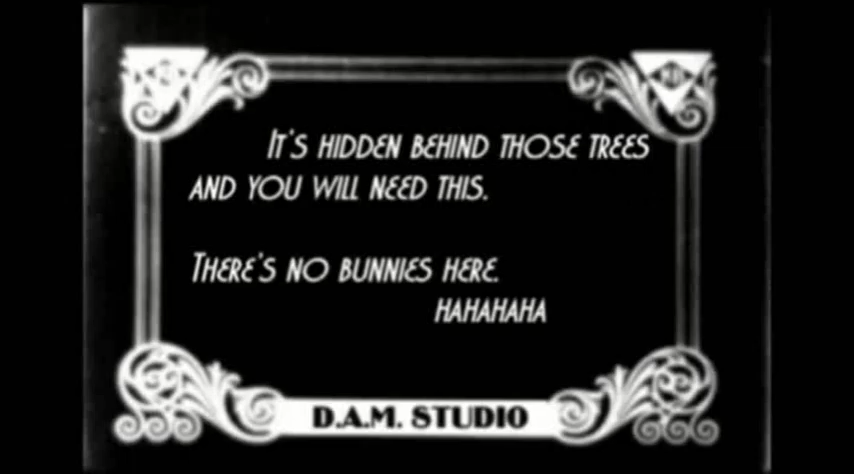 It's hidden behind those trees
and you will need this.
There's no bunnies here.
hahahaha
D.A.M. STUDIO